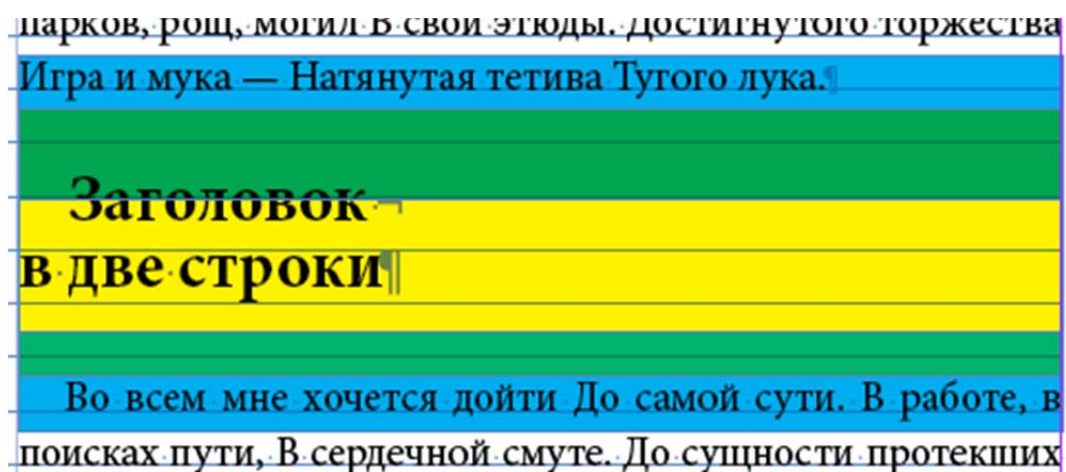 парков, рощ, могил В свои этюды. Достигнутого торжества
Игра и мука — Натянутая тетива Тугого лука.¶
Заголовок¬
в две строки¶
Во всем мне хочется дойти До самой сути. В работе, в
поисках пути, В сердечной смуте. До сущности протекших